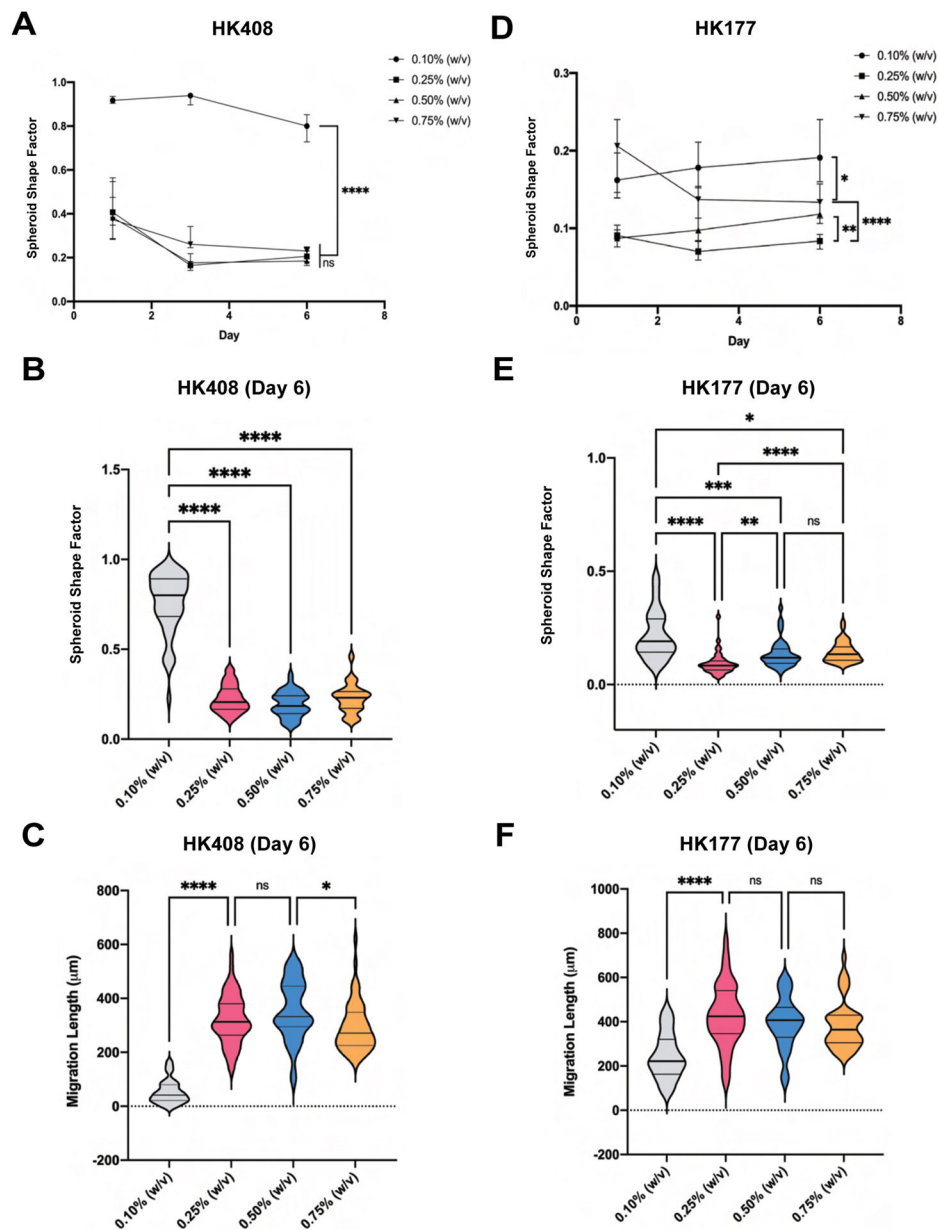 A
HK408
0.10% (w/v)
0.25% (w/v)
0.50% (w/v)
0.75% (w/v)
Spheroid Shape Factor
1.0
0.8
0.6
0.4
0.2
0.0
****
ns
0 2 4 6 8
Day
D
HK177
0.10% (w/v)
0.25% (w/v)
0.50% (w/v)
0.75% (w/v)
Spheroid Shape Factor
0.3
0.2
0.1
0.0
*
**
****
0 2 4 6 8
Day
B
HK408 (Day 6)
Spheroid Shape Factor
1.5
1.0
0.5
0.0
****
****
****
0.10% (w/v)
0.25% (w/v)
0.50% (w/v)
0.75% (w/v)
E
HK177 (Day 6)
Spheroid Shape Factor
1.0
0.5
0.0
*
****
***
**** ** ns
0.10% (w/v)
0.25% (w/v)
0.50% (w/v)
0.75% (w/v)
C
HK408 (Day 6)
Migration Length (μm)
800
600
400
200
0
-200
**** ns *
0.10% (w/v)
0.25% (w/v)
0.50% (w/v)
0.75% (w/v)
F
HK177 (Day 6)
Migration Length (μm)
1000
800
600
400
200
0
-200
**** ns ns
0.10% (w/v)
0.25% (w/v)
0.50% (w/v)
0.75% (w/v)